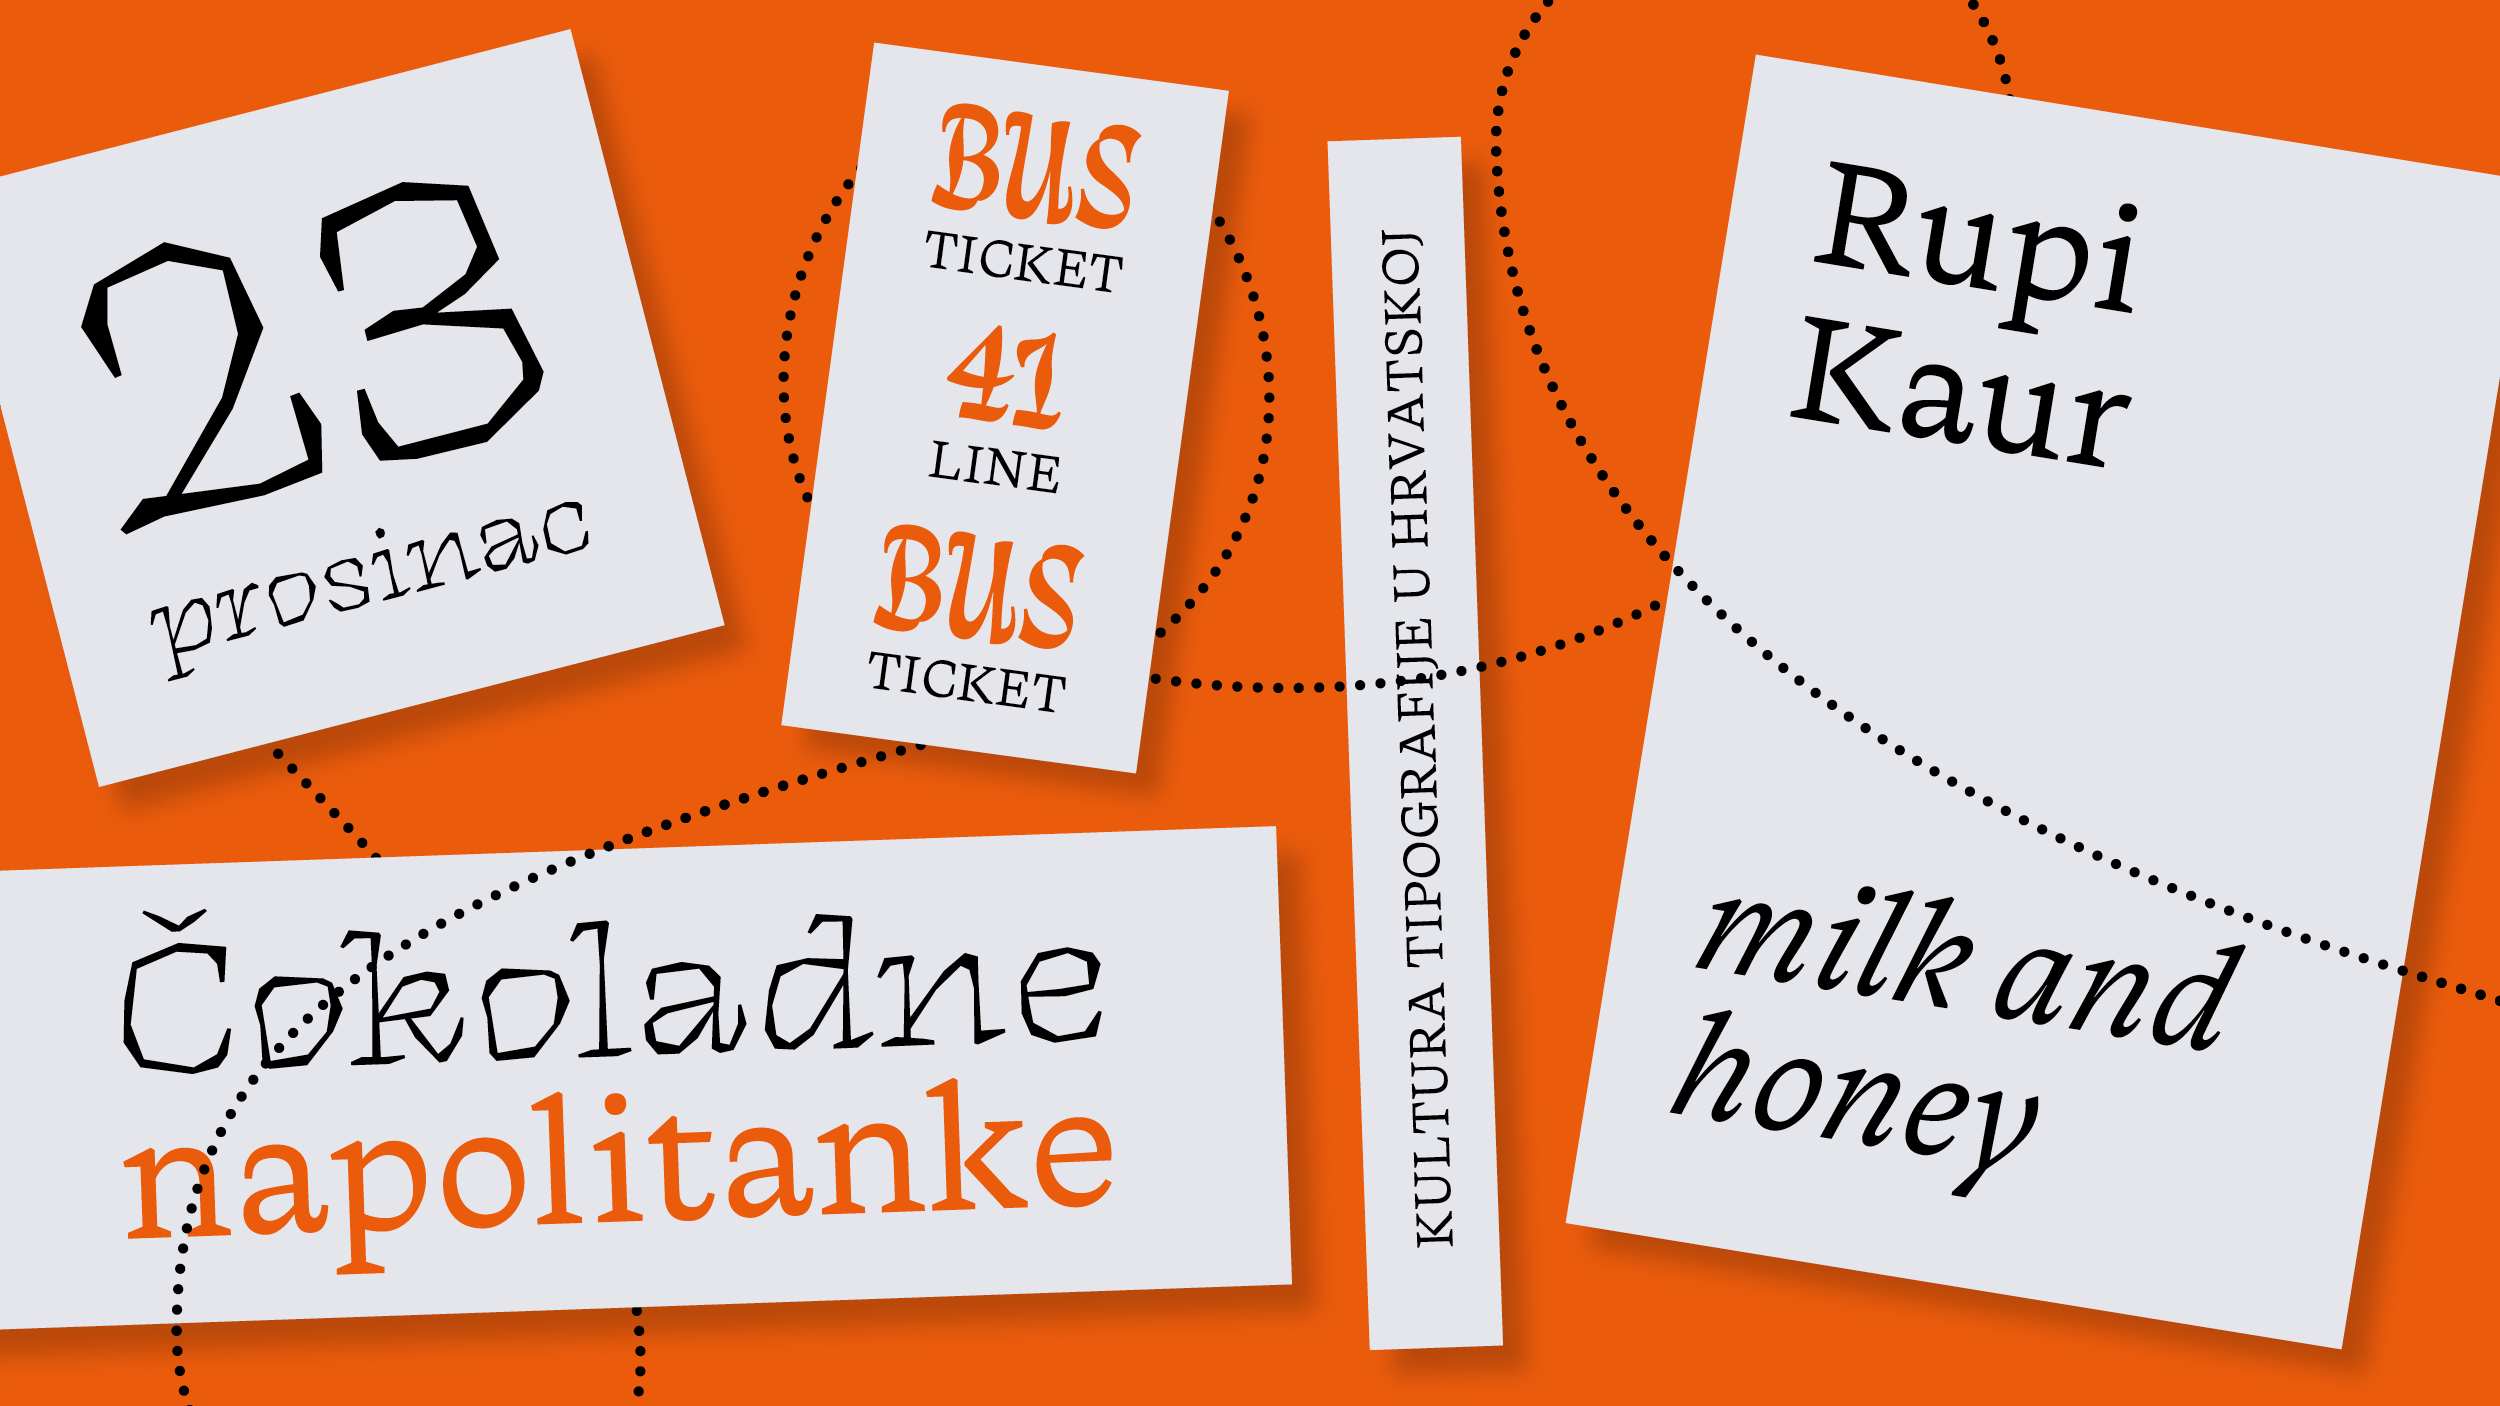 23
prosinac
BUS
TICKET
41
LINE
BUS
TICKET
KULTURA TIPOGRAFIJE U HRVATSKOJ
Rupi
Kaur
milk and
honey
Čokoladne
napolitanke